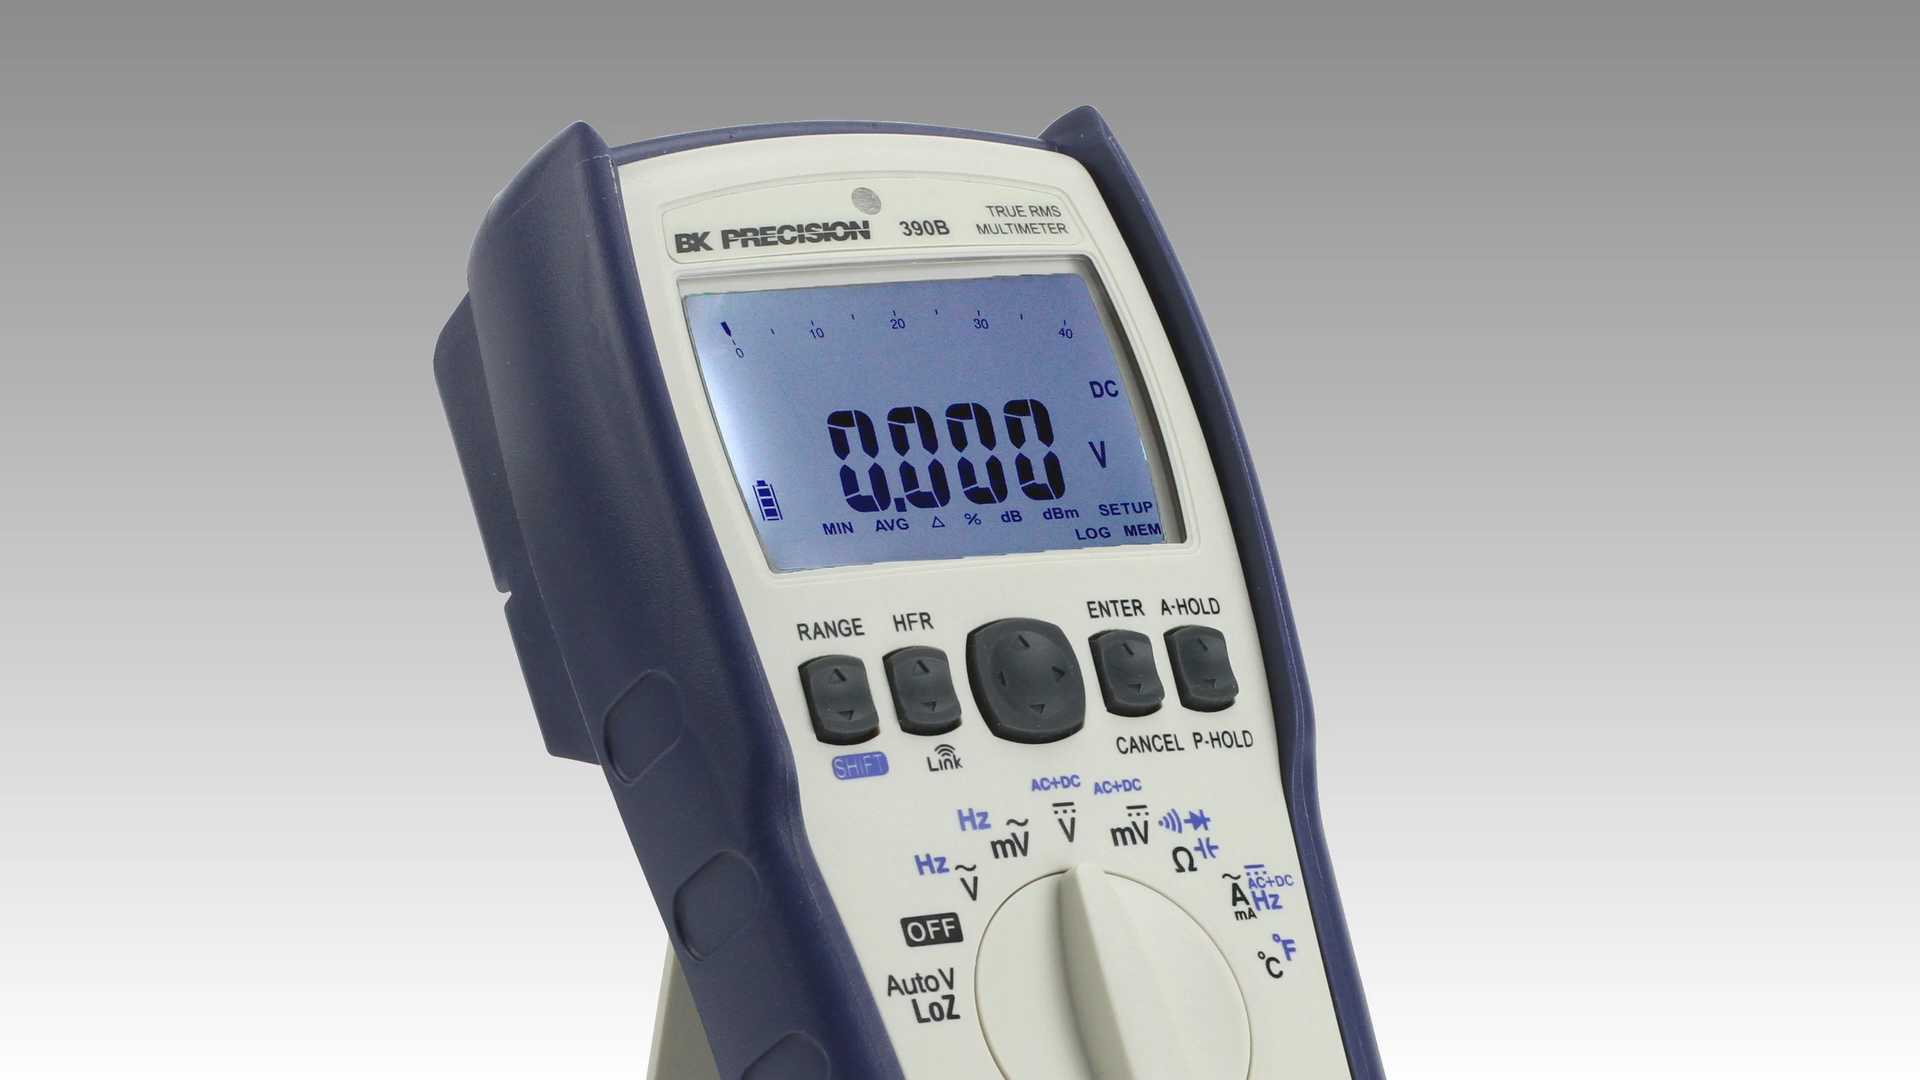 BK PRECISION 390B
TRUE RMS
MULTIMETER
0 10 20 30 40
DC
0.000
V
MIN AVG △ % dB dBm SETUP
LOG MEM
RANGE HFR ENTER A-HOLD
SHIFT Link CANCEL P-HOLD
AC+DC AC+DC
Hz mV V mV
Hz V Ω
OFF A AC+DC
mA Hz
AutoV °C °F
LoZ